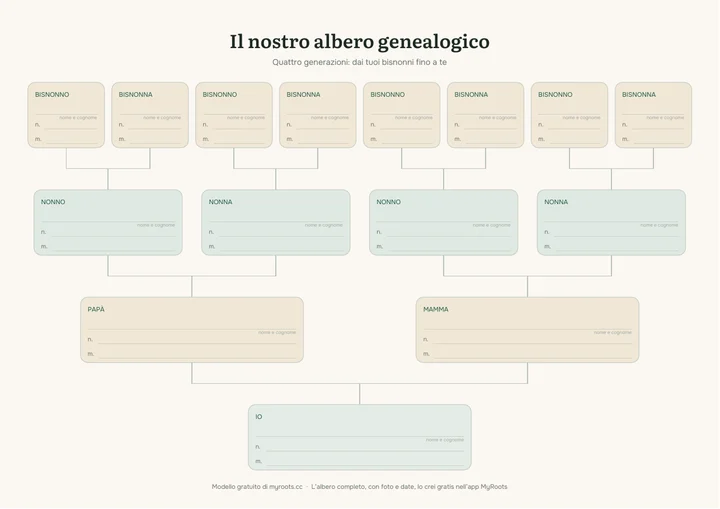 Il nostro albero genealogico
Quattro generazioni: dai tuoi bisnonni fino a te
BISNONNO BISNONNA BISNONNO BISNONNA BISNONNO BISNONNA BISNONNO BISNONNA
nome e cognome nome e cognome nome e cognome nome e cognome nome e cognome nome e cognome nome e cognome nome e cognome
n. n. n. n. n. n. n. n.
m. m. m. m. m. m. m. m.
NONNO NONNA NONNO NONNA
nome e cognome nome e cognome nome e cognome nome e cognome
n. n. n. n.
m. m. m. m.
PAPÀ MAMMA
nome e cognome nome e cognome
n. n.
m. m.
IO
nome e cognome
n.
m.
Modello gratuito di myroots.cc · L'albero completo, con foto e date, lo crei gratis nell'app MyRoots